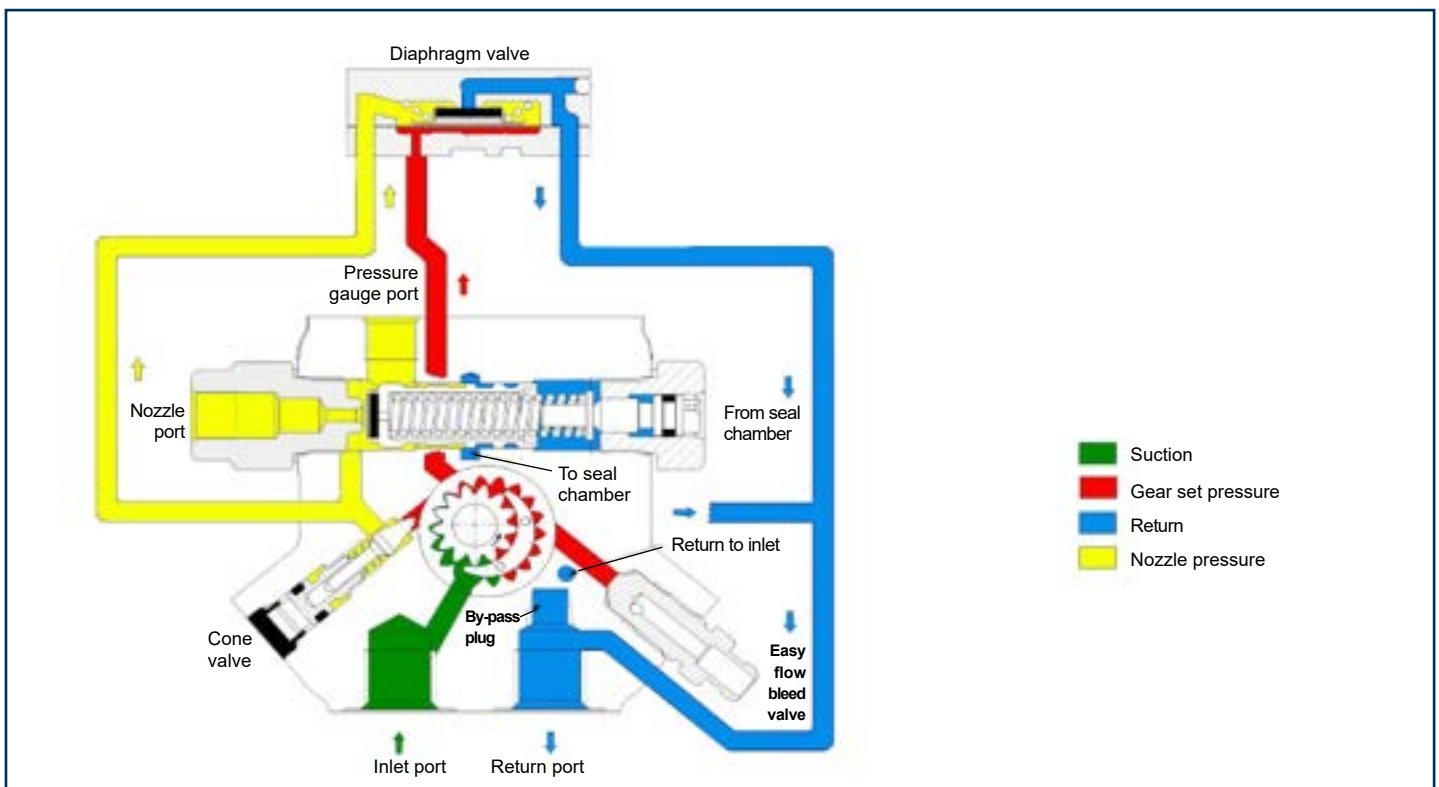 Diaphragm valve
Pressure
gauge port
Nozzle
port
From seal
chamber
To seal
chamber
Return to inlet
By-pass
plug
Cone
valve
Easy
flow
bleed
valve
Inlet port
Return port
Suction
Gear set pressure
Return
Nozzle pressure